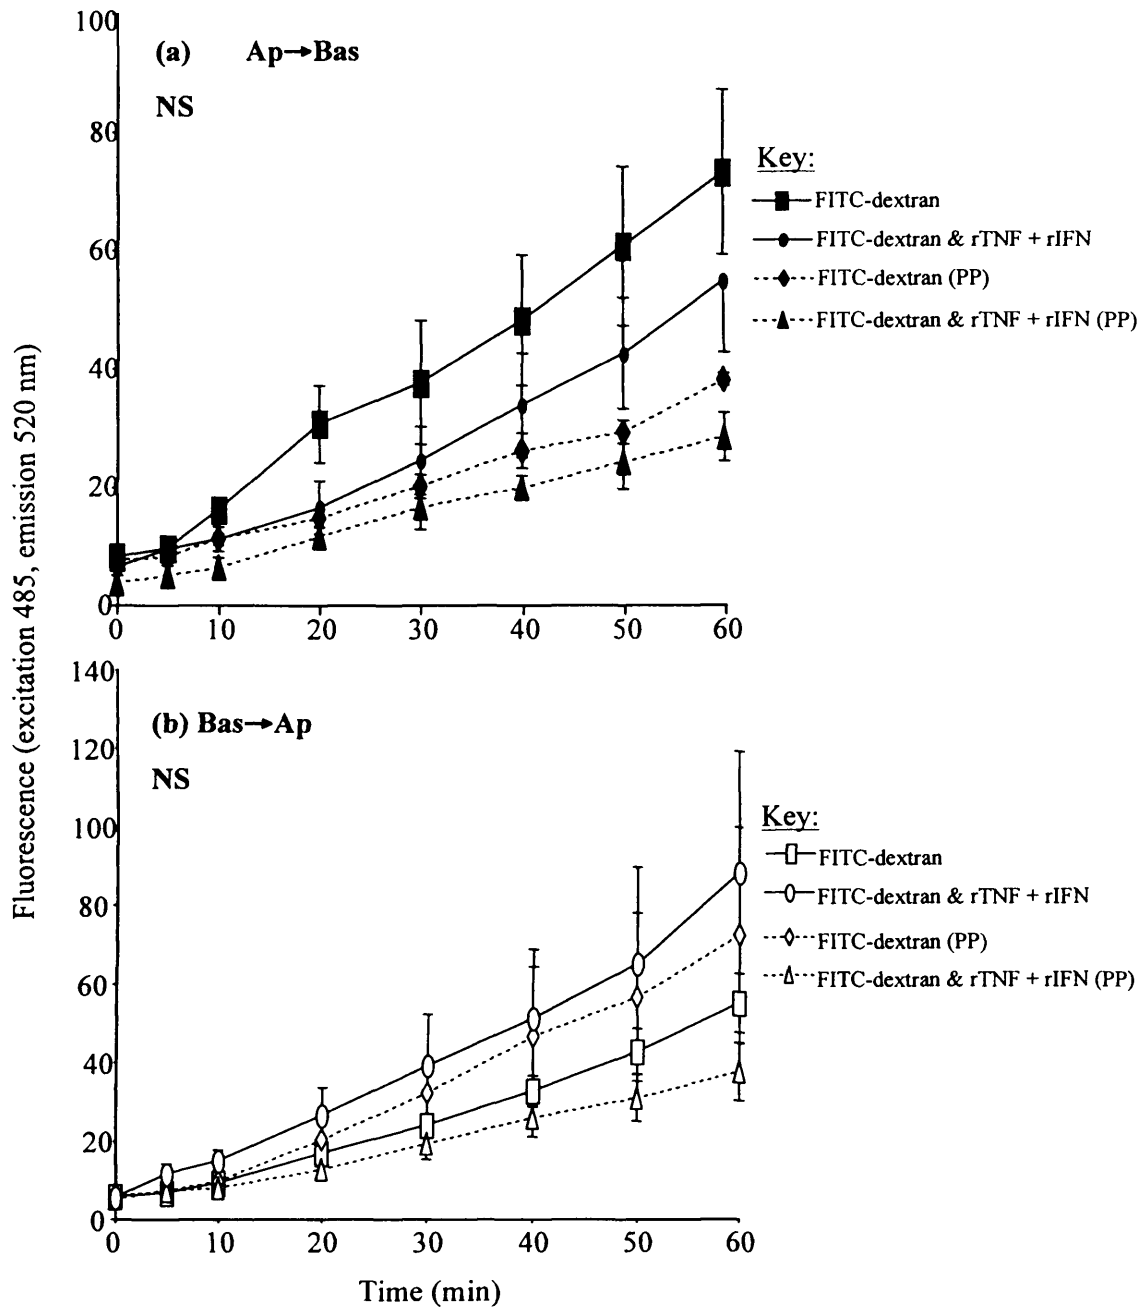 100
(a) Ap→Bas
NS
80
Key:
FITC-dextran
60
FITC-dextran & rTNF + rIFN
FITC-dextran (PP)
FITC-dextran & rTNF + rIFN (PP)
40
20
0
0 10 20 30 40 50 60
Fluorescence (excitation 485, emission 520 nm)
140
(b) Bas→Ap
120
NS
100
Key:
FITC-dextran
80
FITC-dextran & rTNF + rIFN
FITC-dextran (PP)
60
FITC-dextran & rTNF + rIFN (PP)
40
20
0
0 10 20 30 40 50 60
Time (min)